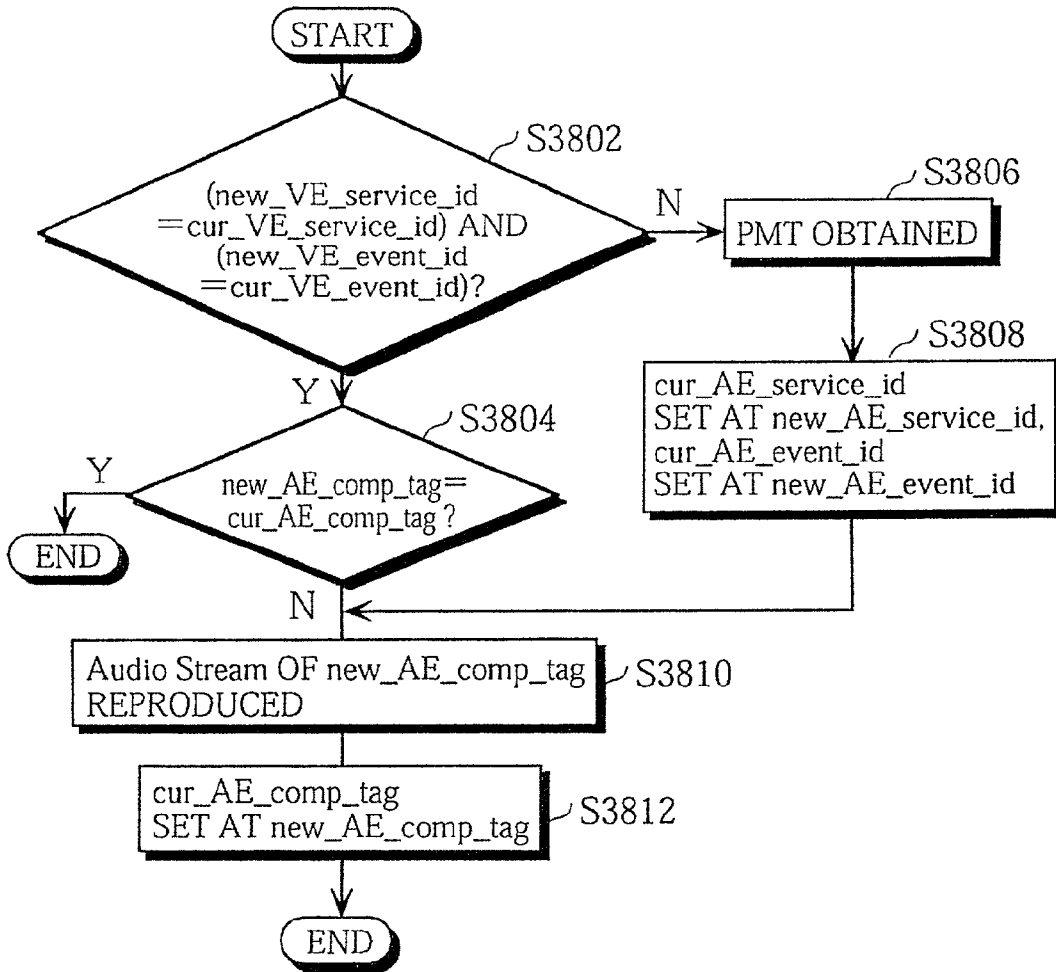 START
S3802
(new_VE_service_id
=cur_VE_service_id) AND
(new_VE_event_id
=cur_VE_event_id)?
N
S3806
PMT OBTAINED
S3808
cur_AE_service_id
SET AT new_AE_service_id,
cur_AE_event_id
SET AT new_AE_event_id
Y
S3804
new_AE_comp_tag=
cur_AE_comp_tag ?
Y
END
N
Audio Stream OF new_AE_comp_tag
REPRODUCED
S3810
cur_AE_comp_tag
SET AT new_AE_comp_tag
S3812
END